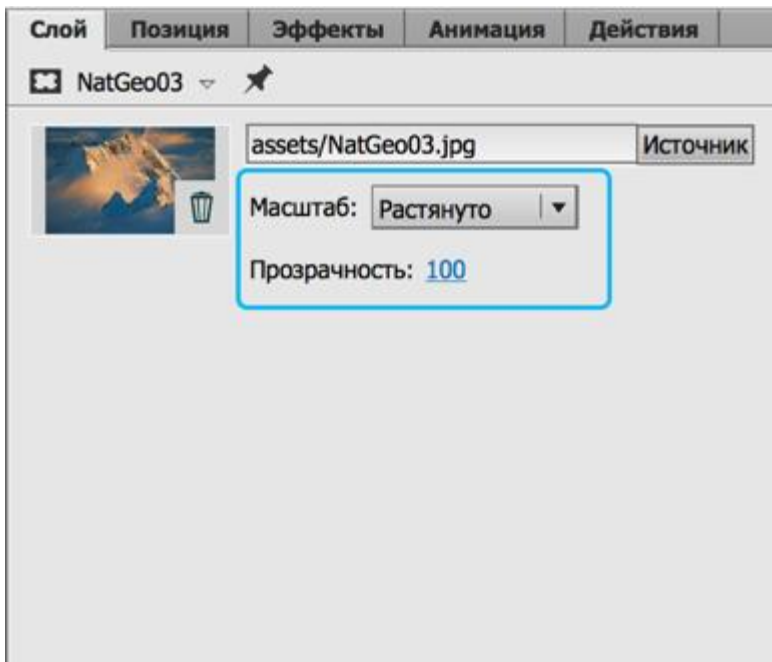 Слой Позиция Эффекты Анимация Действия
NatGeo03
assets/NatGeo03.jpg Источник
Масштаб: Растянуто
Прозрачность: 100